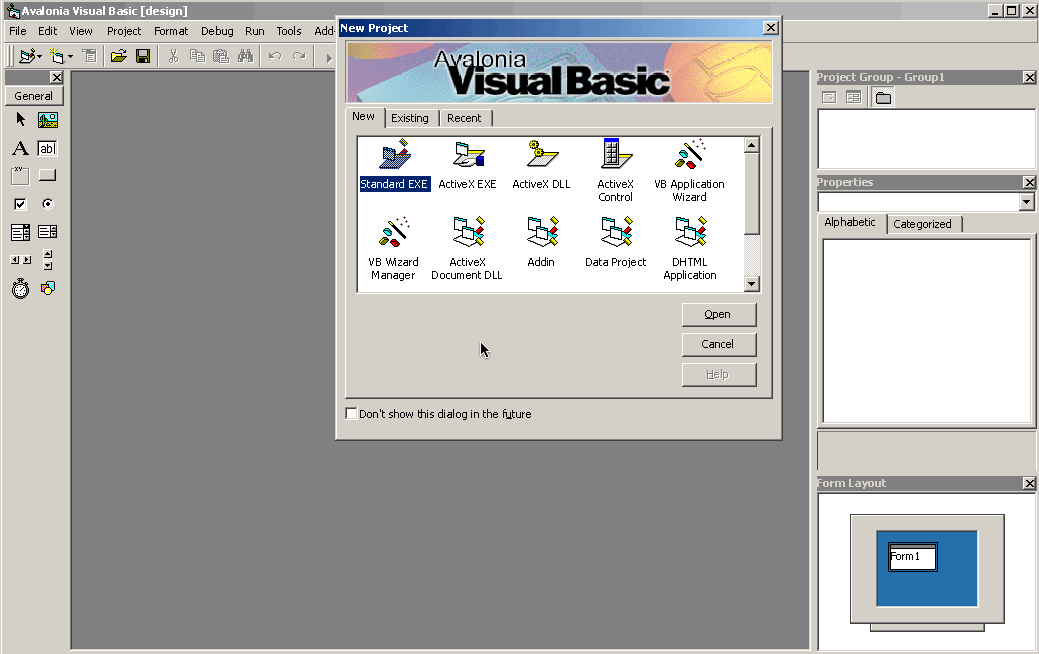 Avalonia Visual Basic [design]
File Edit View Project Format Debug Run Tools Add-
New Project
Avalonia
Visual Basic
General
A ab|
xy
New Existing Recent
Standard EXE ActiveX EXE ActiveX DLL ActiveX Control VB Application Wizard
VB Wizard Manager ActiveX Document DLL Addin Data Project DHTML Application
Open
Cancel
Help
Don't show this dialog in the future
Project Group - Group1
Properties
Alphabetic Categorized
Form Layout
Form1